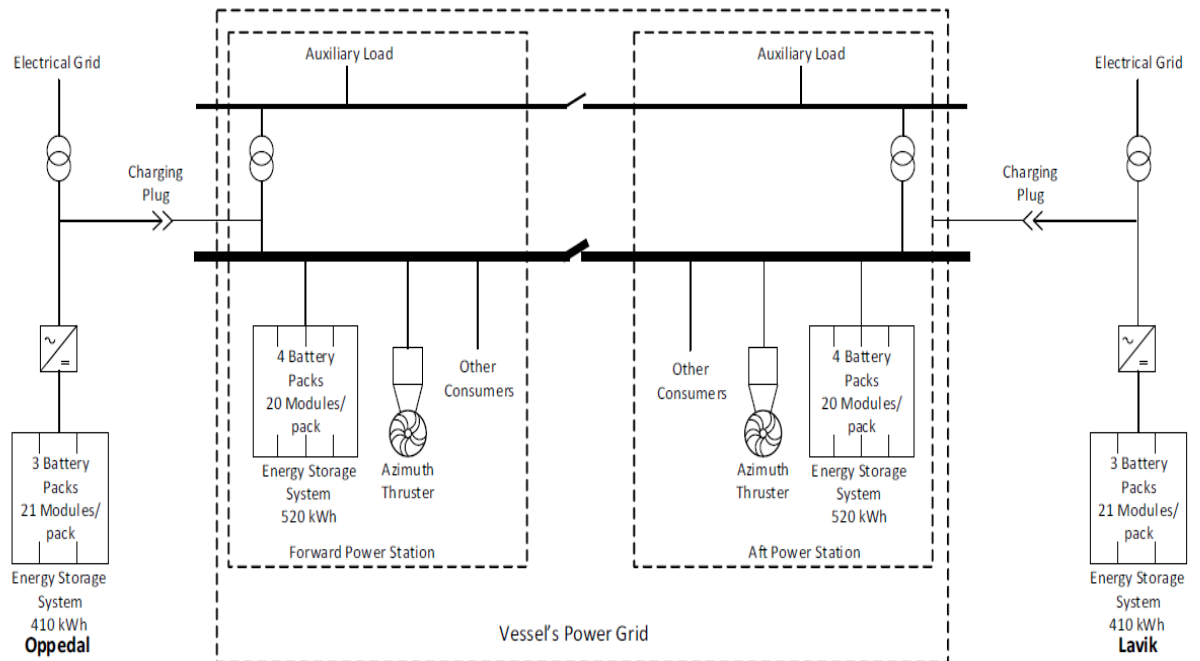 Electrical Grid
Charging
Plug
3 Battery
Packs
21 Modules/
pack
Energy Storage
System
410 kWh
Oppedal
Auxiliary Load
4 Battery
Packs
20 Modules/
pack
Energy Storage
System
520 kWh
Azimuth
Thruster
Other
Consumers
Forward Power Station
Auxiliary Load
Other
Consumers
Azimuth
Thruster
4 Battery
Packs
20 Modules/
pack
Energy Storage
System
520 kWh
Aft Power Station
Vessel's Power Grid
Electrical Grid
Charging
Plug
3 Battery
Packs
21 Modules/
pack
Energy Storage
System
410 kWh
Lavik